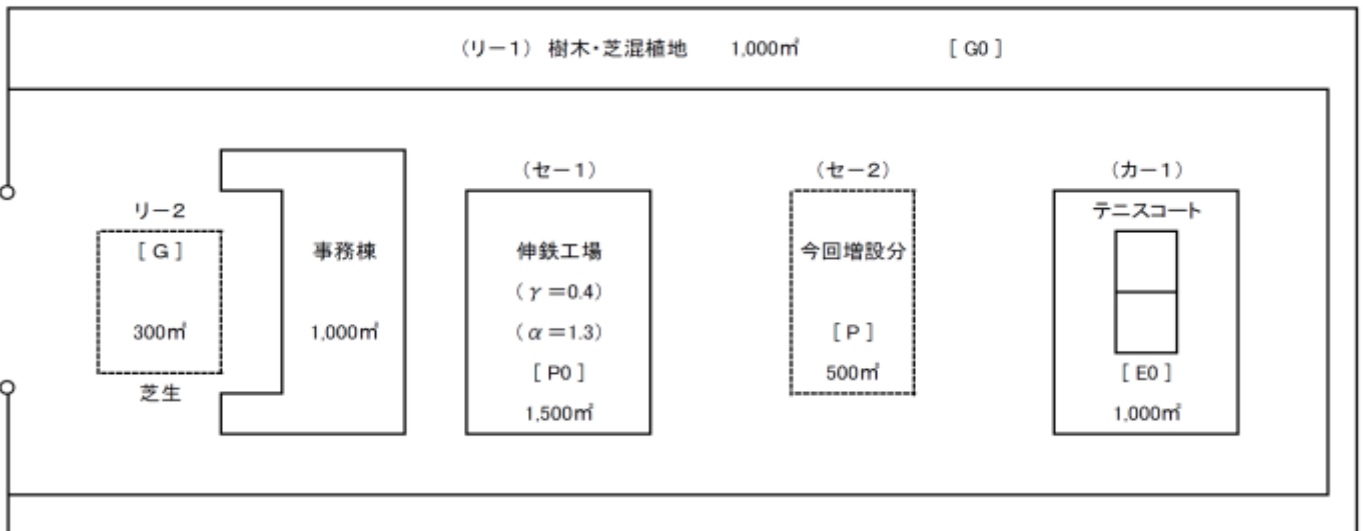 (リー1) 樹木・芝混植地 1,000㎡ [ G0 ]
リー2
[ G ]
300㎡
芝生
事務棟
1,000㎡
(セー1)
伸鉄工場
(γ=0.4)
(α=1.3)
[ P0 ]
1,500㎡
(セー2)
今回増設分
[ P ]
500㎡
(カー1)
テニスコート
[ E0 ]
1,000㎡